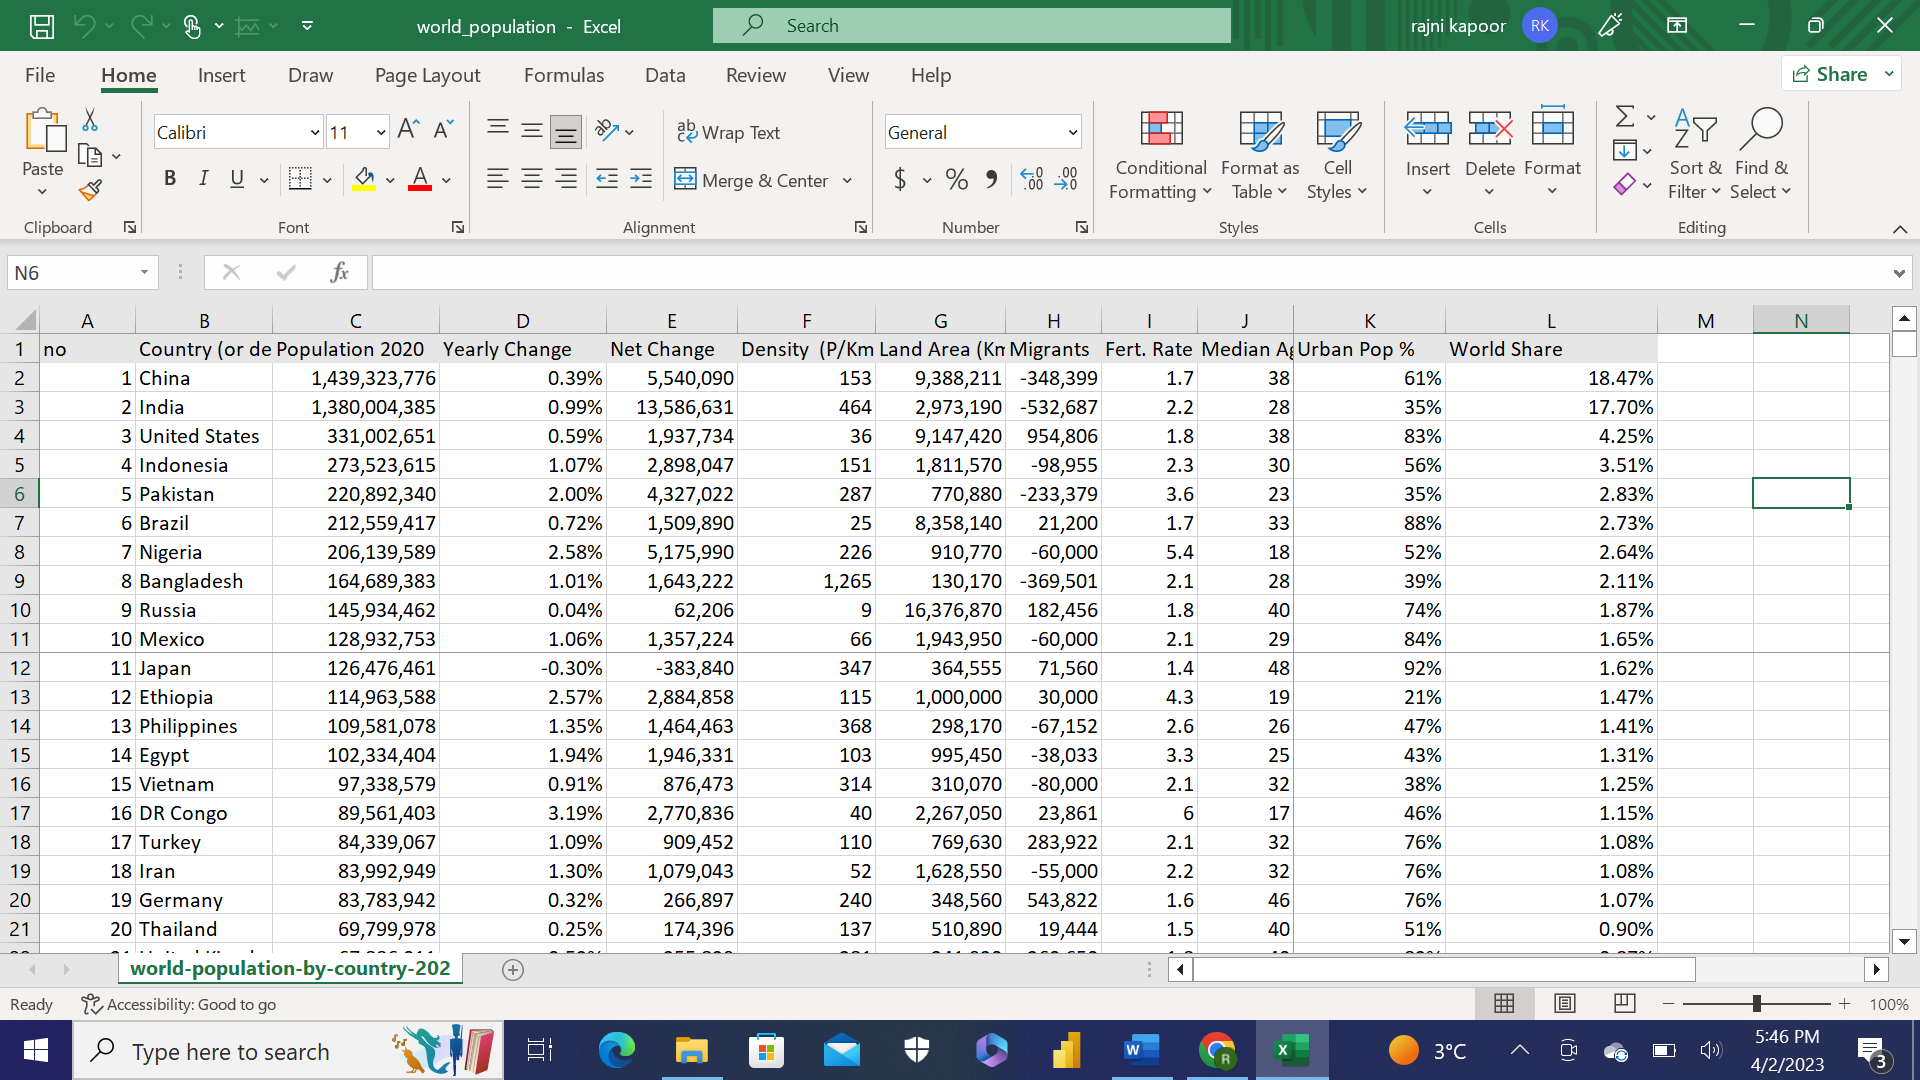 world_population - Excel
Search
rajni kapoor
RK
File Home Insert Draw Page Layout Formulas Data Review View Help
Share
Paste
Calibri
11
Wrap Text
Merge & Center
General
Conditional Formatting
Format as Table
Cell Styles
Insert
Delete
Format
Sort & Filter
Find & Select
Clipboard
Font
Alignment
Number
Styles
Cells
Editing
N6
fx
A B C D E F G H I J K L M N
1 no Country (or de Population 2020 Yearly Change Net Change Density (P/Km Land Area (Km Migrants Fert. Rate Median Ag Urban Pop % World Share
2 1 China 1,439,323,776 0.39% 5,540,090 153 9,388,211 -348,399 1.7 38 61% 18.47%
3 2 India 1,380,004,385 0.99% 13,586,631 464 2,973,190 -532,687 2.2 28 35% 17.70%
4 3 United States 331,002,651 0.59% 1,937,734 36 9,147,420 954,806 1.8 38 83% 4.25%
5 4 Indonesia 273,523,615 1.07% 2,898,047 151 1,811,570 -98,955 2.3 30 56% 3.51%
6 5 Pakistan 220,892,340 2.00% 4,327,022 287 770,880 -233,379 3.6 23 35% 2.83%
7 6 Brazil 212,559,417 0.72% 1,509,890 25 8,358,140 21,200 1.7 33 88% 2.73%
8 7 Nigeria 206,139,589 2.58% 5,175,990 226 910,770 -60,000 5.4 18 52% 2.64%
9 8 Bangladesh 164,689,383 1.01% 1,643,222 1,265 130,170 -369,501 2.1 28 39% 2.11%
10 9 Russia 145,934,462 0.04% 62,206 9 16,376,870 182,456 1.8 40 74% 1.87%
11 10 Mexico 128,932,753 1.06% 1,357,224 66 1,943,950 -60,000 2.1 29 84% 1.65%
12 11 Japan 126,476,461 -0.30% -383,840 347 364,555 71,560 1.4 48 92% 1.62%
13 12 Ethiopia 114,963,588 2.57% 2,884,858 115 1,000,000 30,000 4.3 19 21% 1.47%
14 13 Philippines 109,581,078 1.35% 1,464,463 368 298,170 -67,152 2.6 26 47% 1.41%
15 14 Egypt 102,334,404 1.94% 1,946,331 103 995,450 -38,033 3.3 25 43% 1.31%
16 15 Vietnam 97,338,579 0.91% 876,473 314 310,070 -80,000 2.1 32 38% 1.25%
17 16 DR Congo 89,561,403 3.19% 2,770,836 40 2,267,050 23,861 6 17 46% 1.15%
18 17 Turkey 84,339,067 1.09% 909,452 110 769,630 283,922 2.1 32 76% 1.08%
19 18 Iran 83,992,949 1.30% 1,079,043 52 1,628,550 -55,000 2.2 32 76% 1.08%
20 19 Germany 83,783,942 0.32% 266,897 240 348,560 543,822 1.6 46 76% 1.07%
21 20 Thailand 69,799,978 0.25% 174,396 137 510,890 19,444 1.5 40 51% 0.90%
world-population-by-country-202
Ready
Accessibility: Good to go
100%
Type here to search
3°C
5:46 PM
4/2/2023
3